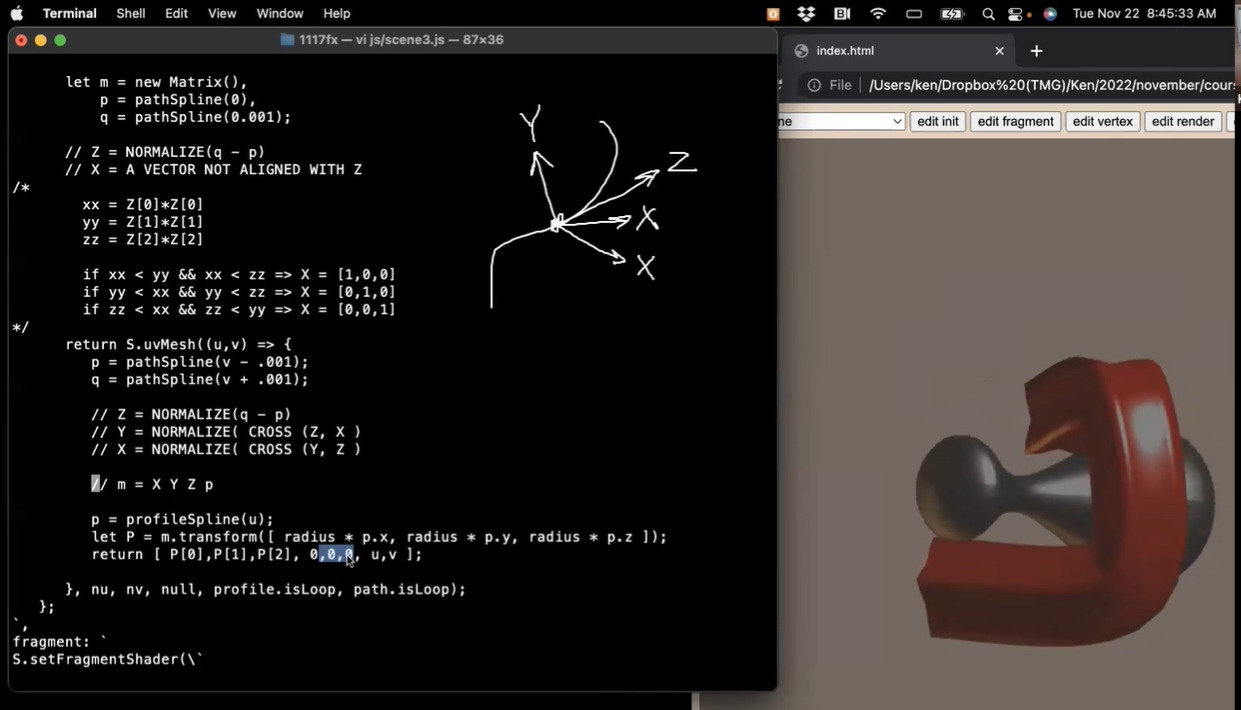 Terminal Shell Edit View Window Help
Tue Nov 22 8:45:33 AM
1117fx — vi js/scene3.js — 87×36
index.html
File /Users/ken/Dropbox%20(TMG)/Ken/2022/november/cour
edit init edit fragment edit vertex edit render
let m = new Matrix(),
p = pathSpline(0),
q = pathSpline(0.001);
// Z = NORMALIZE(q - p)
// X = A VECTOR NOT ALIGNED WITH Z
/*
xx = Z[0]*Z[0]
yy = Z[1]*Z[1]
zz = Z[2]*Z[2]
if xx < yy && xx < zz => X = [1,0,0]
if yy < xx && yy < zz => X = [0,1,0]
if zz < xx && zz < yy => X = [0,0,1]
*/
return S.uvMesh((u,v) => {
p = pathSpline(v - .001);
q = pathSpline(v + .001);
// Z = NORMALIZE(q - p)
// Y = NORMALIZE( CROSS (Z, X )
// X = NORMALIZE( CROSS (Y, Z )
// m = X Y Z p
p = profileSpline(u);
let P = m.transform([ radius * p.x, radius * p.y, radius * p.z ]);
return [ P[0],P[1],P[2], 0,0,0, u,v ];
}, nu, nv, null, profile.isLoop, path.isLoop);
};
`,
fragment: `
S.setFragmentShader(\`
Y
Z
X
X